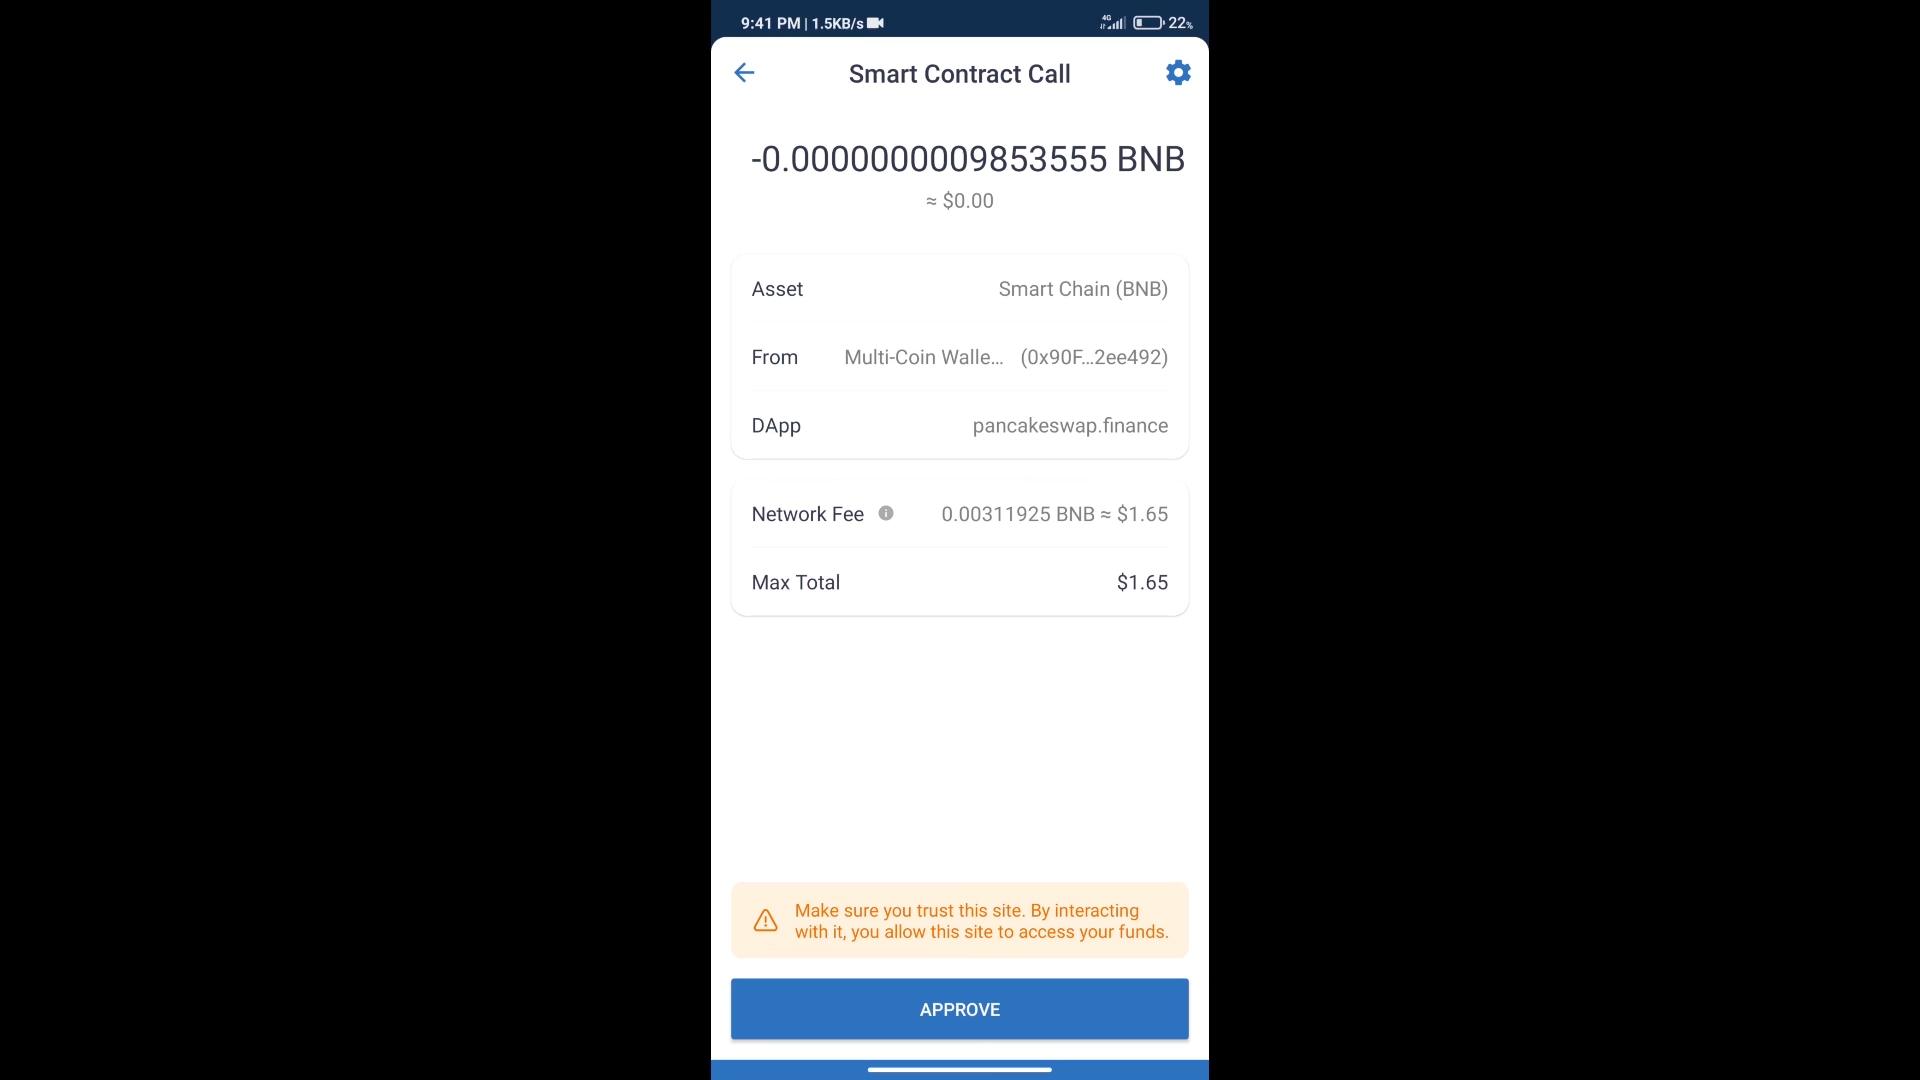 9:41 PM | 1.5KB/s 4G 22%
Smart Contract Call
-0.0000000009853555 BNB
≈ $0.00
Asset Smart Chain (BNB)
From Multi-Coin Walle... (0x90F...2ee492)
DApp pancakeswap.finance
Network Fee 0.00311925 BNB ≈ $1.65
Max Total $1.65
Make sure you trust this site. By interacting
with it, you allow this site to access your funds.
APPROVE